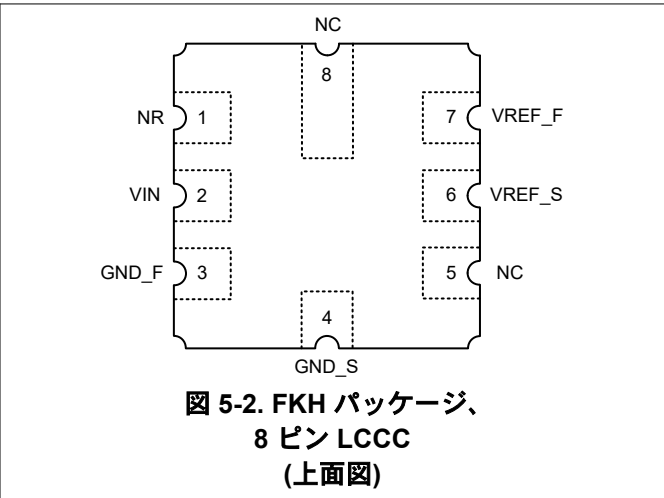 NC
8
NR 1 7 VREF_F
VIN 2 6 VREF_S
GND_F 3 5 NC
4
GND_S
図 5-2. FKH パッケージ、
8 ピン LCCC
(上面図)